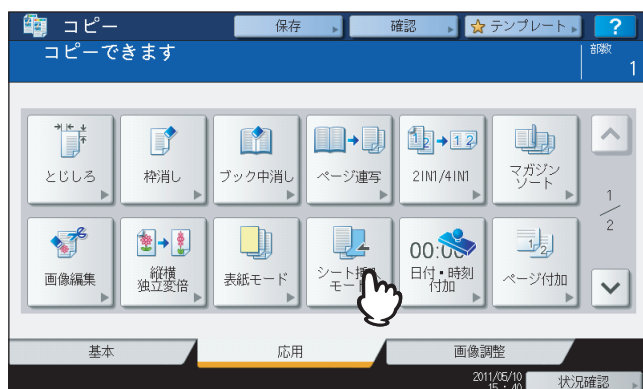 コピー
保存
確認
テンプレート
?
コピーできます
部数
1
とじしろ
枠消し
ブック中消し
ページ連写
2IN1/4IN1
マガジン
ソート
画像編集
縦横
独立変倍
表紙モード
シート挿入
モード
00:00
日付・時刻
付加
ページ付加
1
2
基本
応用
画像調整
2011/05/10
15:40
状況確認